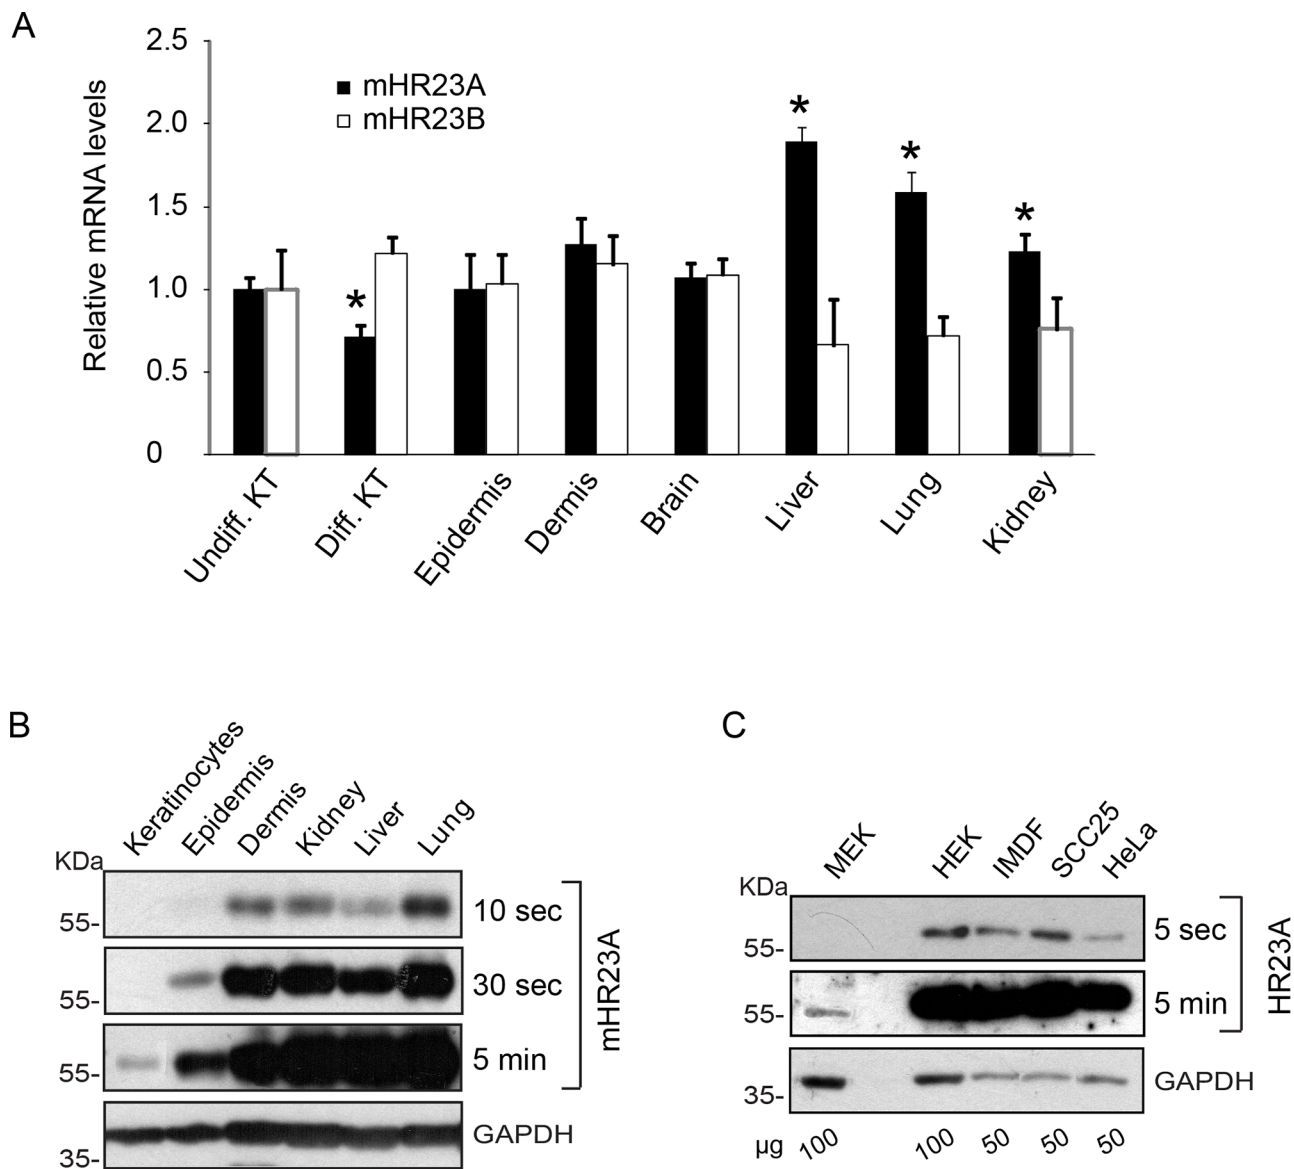 A
2.5
2.0
1.5
1.0
0.5
0
Relative mRNA levels
mHR23A
mHR23B
*
*
*
*
Undiff. KT
Diff. KT
Epidermis
Dermis
Brain
Liver
Lung
Kidney
B
Keratinocytes
Epidermis
Dermis
Kidney
Liver
Lung
KDa
55-
10 sec
55-
30 sec
55-
5 min
mHR23A
35-
GAPDH
C
MEK
HEK
IMDF
SCC25
HeLa
KDa
55-
5 sec
55-
5 min
HR23A
35-
GAPDH
µg 100 100 50 50 50